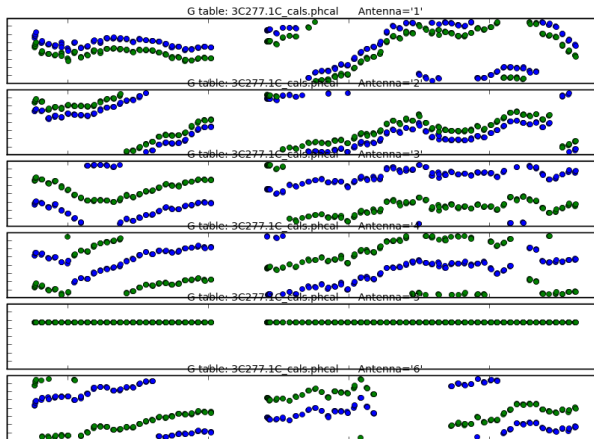 G table: 3C277.1C_cals.phcal Antenna='1'
G table: 3C277.1C_cals.phcal Antenna='2'
G table: 3C277.1C_cals.phcal Antenna='3'
G table: 3C277.1C_cals.phcal Antenna='4'
G table: 3C277.1C_cals.phcal Antenna='5'
G table: 3C277.1C_cals.phcal Antenna='6'